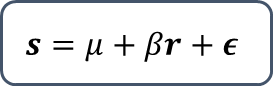 s = μ + βr + ϵ